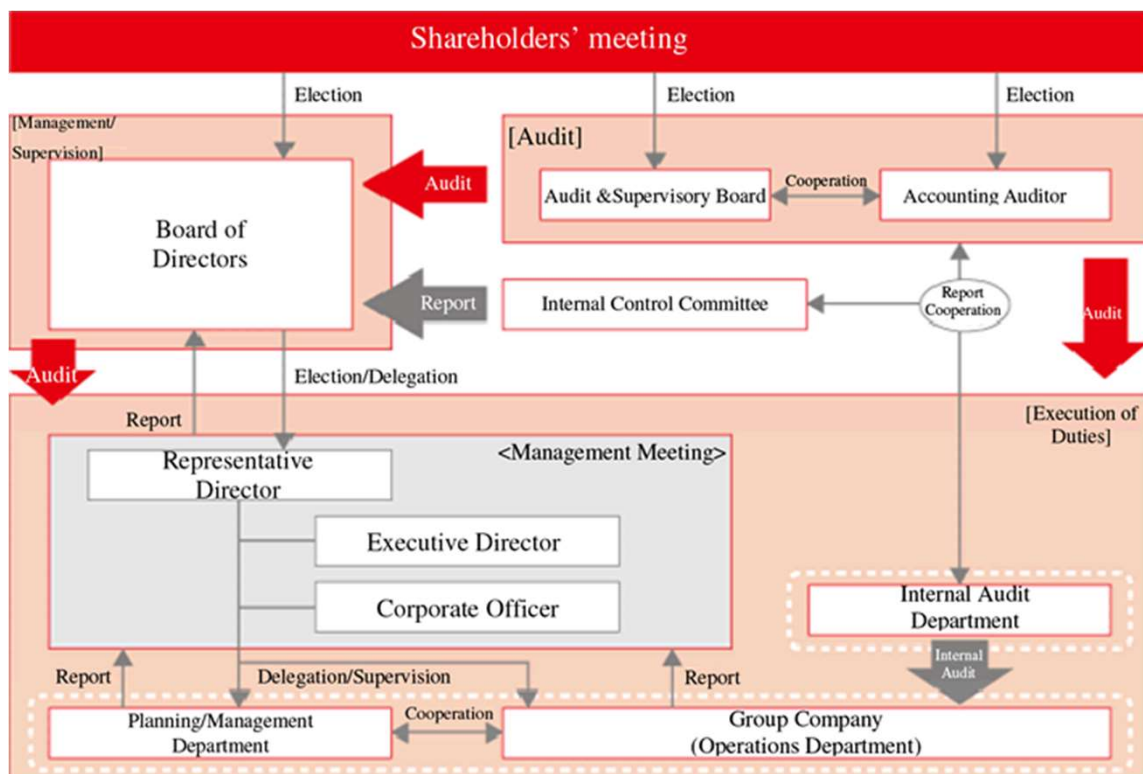 Shareholders' meeting
Election
Election
Election
[Management/
Supervision]
[Audit]
Board of
Directors
Audit
Audit &Supervisory Board
Cooperation
Accounting Auditor
Report
Internal Control Committee
Report
Cooperation
Audit
Audit
Election/Delegation
Report
[Execution of
Duties]
<Management Meeting>
Representative
Director
Executive Director
Corporate Officer
Internal Audit
Department
Report
Delegation/Supervision
Report
Internal
Audit
Planning/Management
Department
Cooperation
Group Company
(Operations Department)